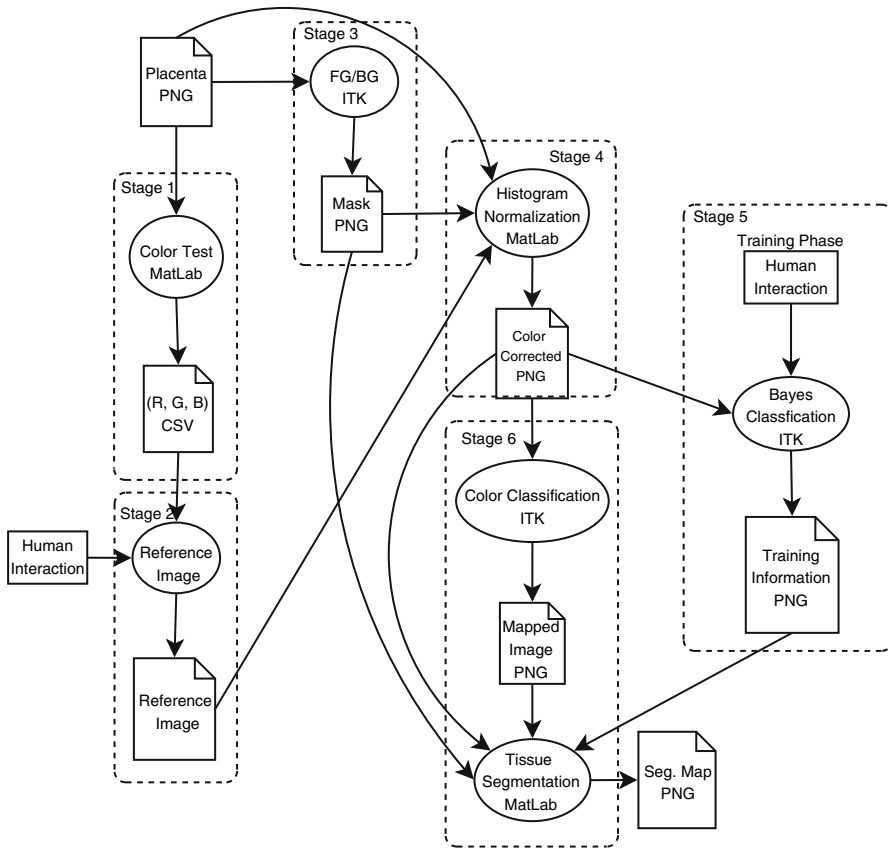 Placenta
PNG
Stage 3
FG/BG
ITK
Mask
PNG
Stage 1
Color Test
MatLab
(R, G, B)
CSV
Stage 2
Human
Interaction
Reference
Image
Reference
Image
Stage 4
Histogram
Normalization
MatLab
Color
Corrected
PNG
Stage 5
Training Phase
Human
Interaction
Bayes
Classfication
ITK
Training
Information
PNG
Stage 6
Color Classification
ITK
Mapped
Image
PNG
Tissue
Segmentation
MatLab
Seg. Map
PNG